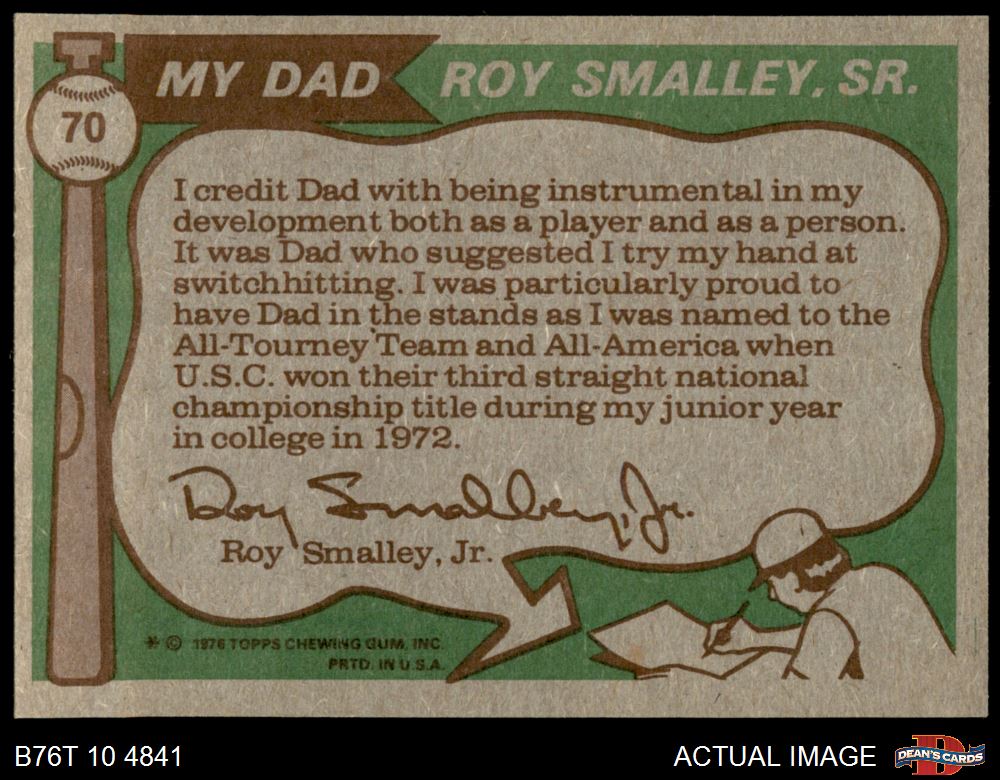 MY DAD ROY SMALLEY, SR.
70
I credit Dad with being instrumental in my
development both as a player and as a person.
It was Dad who suggested I try my hand at
switchhitting. I was particularly proud to
have Dad in the stands as I was named to the
All-Tourney Team and All-America when
U.S.C. won their third straight national
championship title during my junior year
in college in 1972.
Roy Smalley, Jr.
Roy Smalley, Jr.
* © 1976 TOPPS CHEWING GUM, INC.
PRTD. IN U.S.A.
B76T 10 4841
ACTUAL IMAGE
D
DEAN'S CARDS